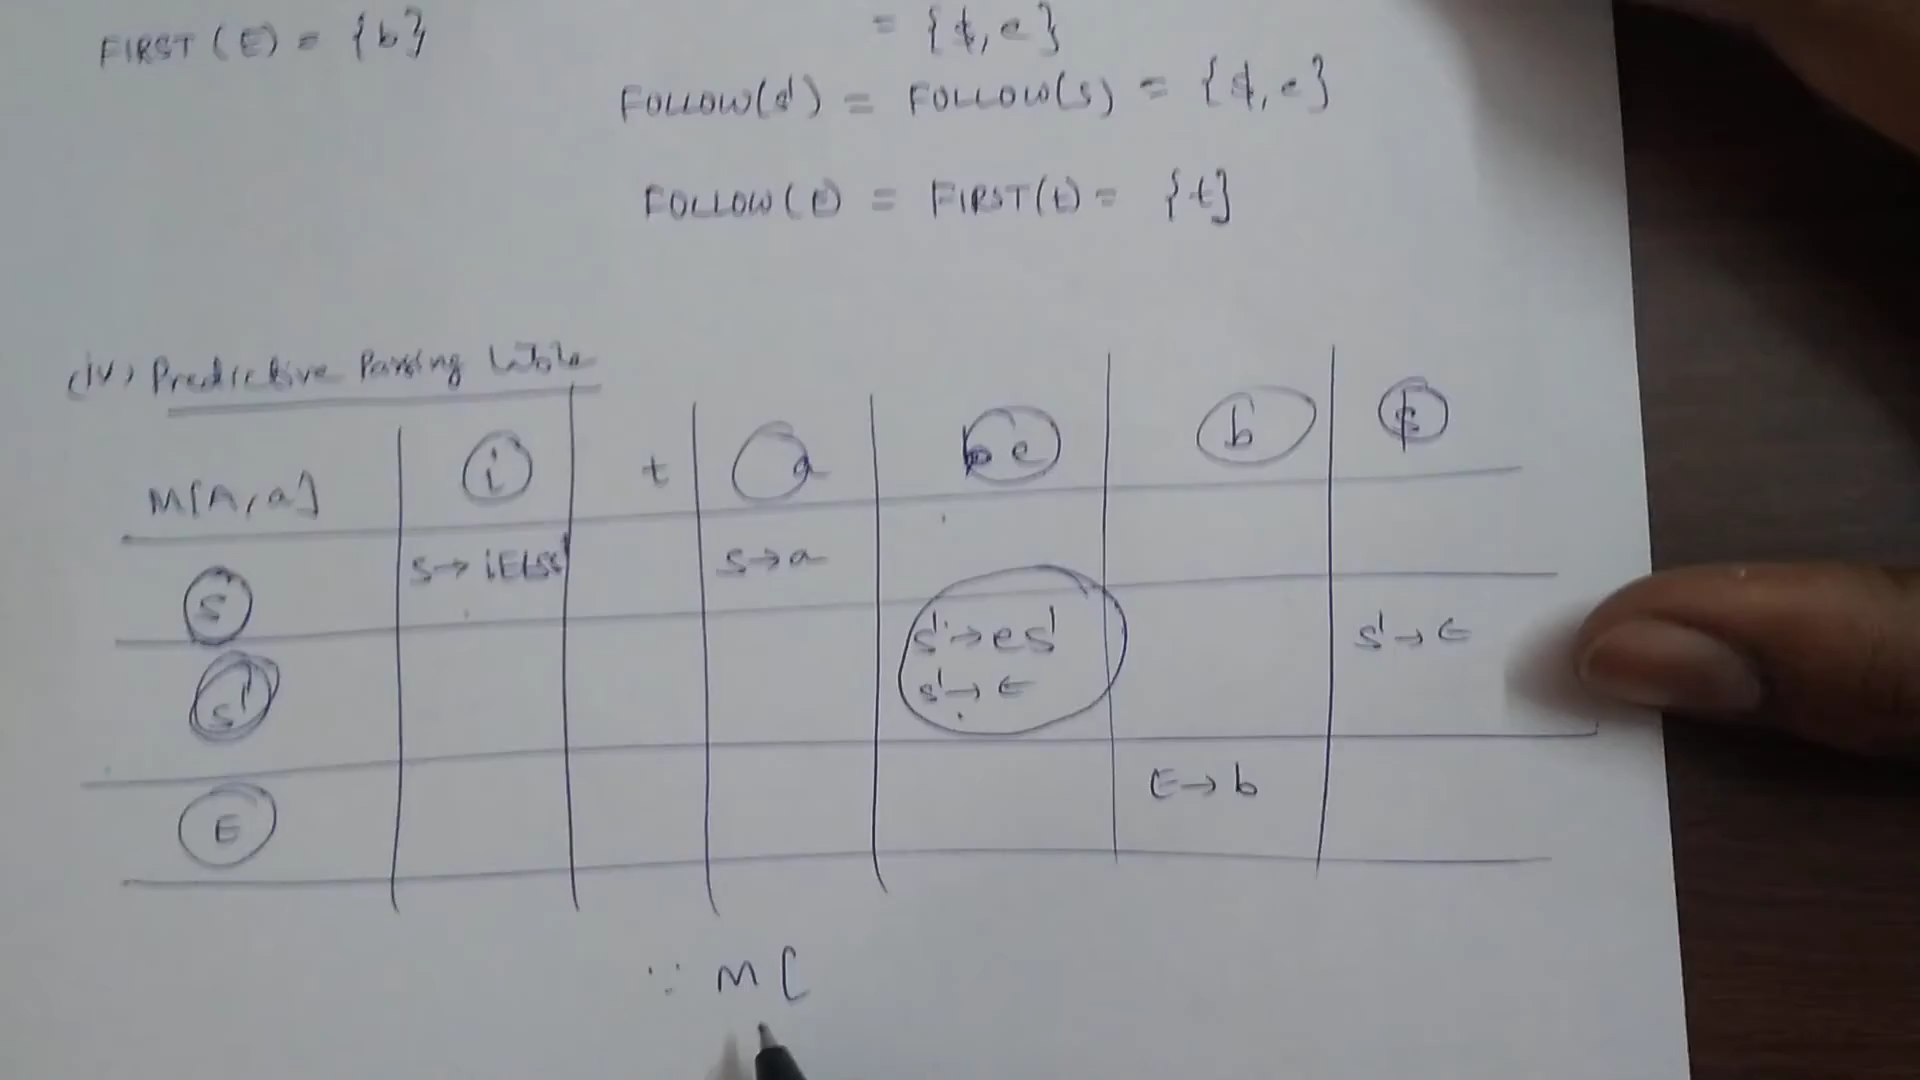 FIRST (E) = {b}
= {$, e}
FOLLOW(s') = FOLLOW(s) = {$, e}
FOLLOW(E) = FIRST(t) = {t}
(iv) Predictive Parsing table
M[A, a] i t a e b $
S S → iEtSS' S → a
S' S' → eS' S' → ε
S' → ε
E E → b
∵ M [